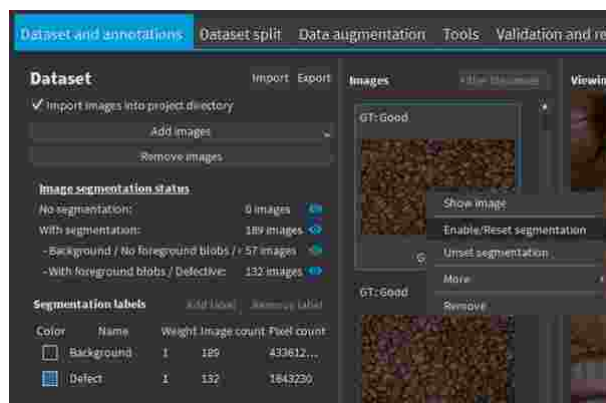 Dataset and annotations Dataset split Data augmentation Tools Validation and re
Dataset Import Export
Import images into project directory
Add images
Remove images
Image segmentation status
No segmentation: 0 images
With segmentation: 189 images
- Background / No foreground blobs / 57 images
- With foreground blobs / Defective: 132 images
Segmentation labels Add label Remove label
Color Name Weight Image count Pixel count
Background 1 189 433612...
Defect 1 132 1643230
Images
GT: Good
GT: Good
Show image
Enable/Reset segmentation
Unset segmentation
More
Remove
Viewin